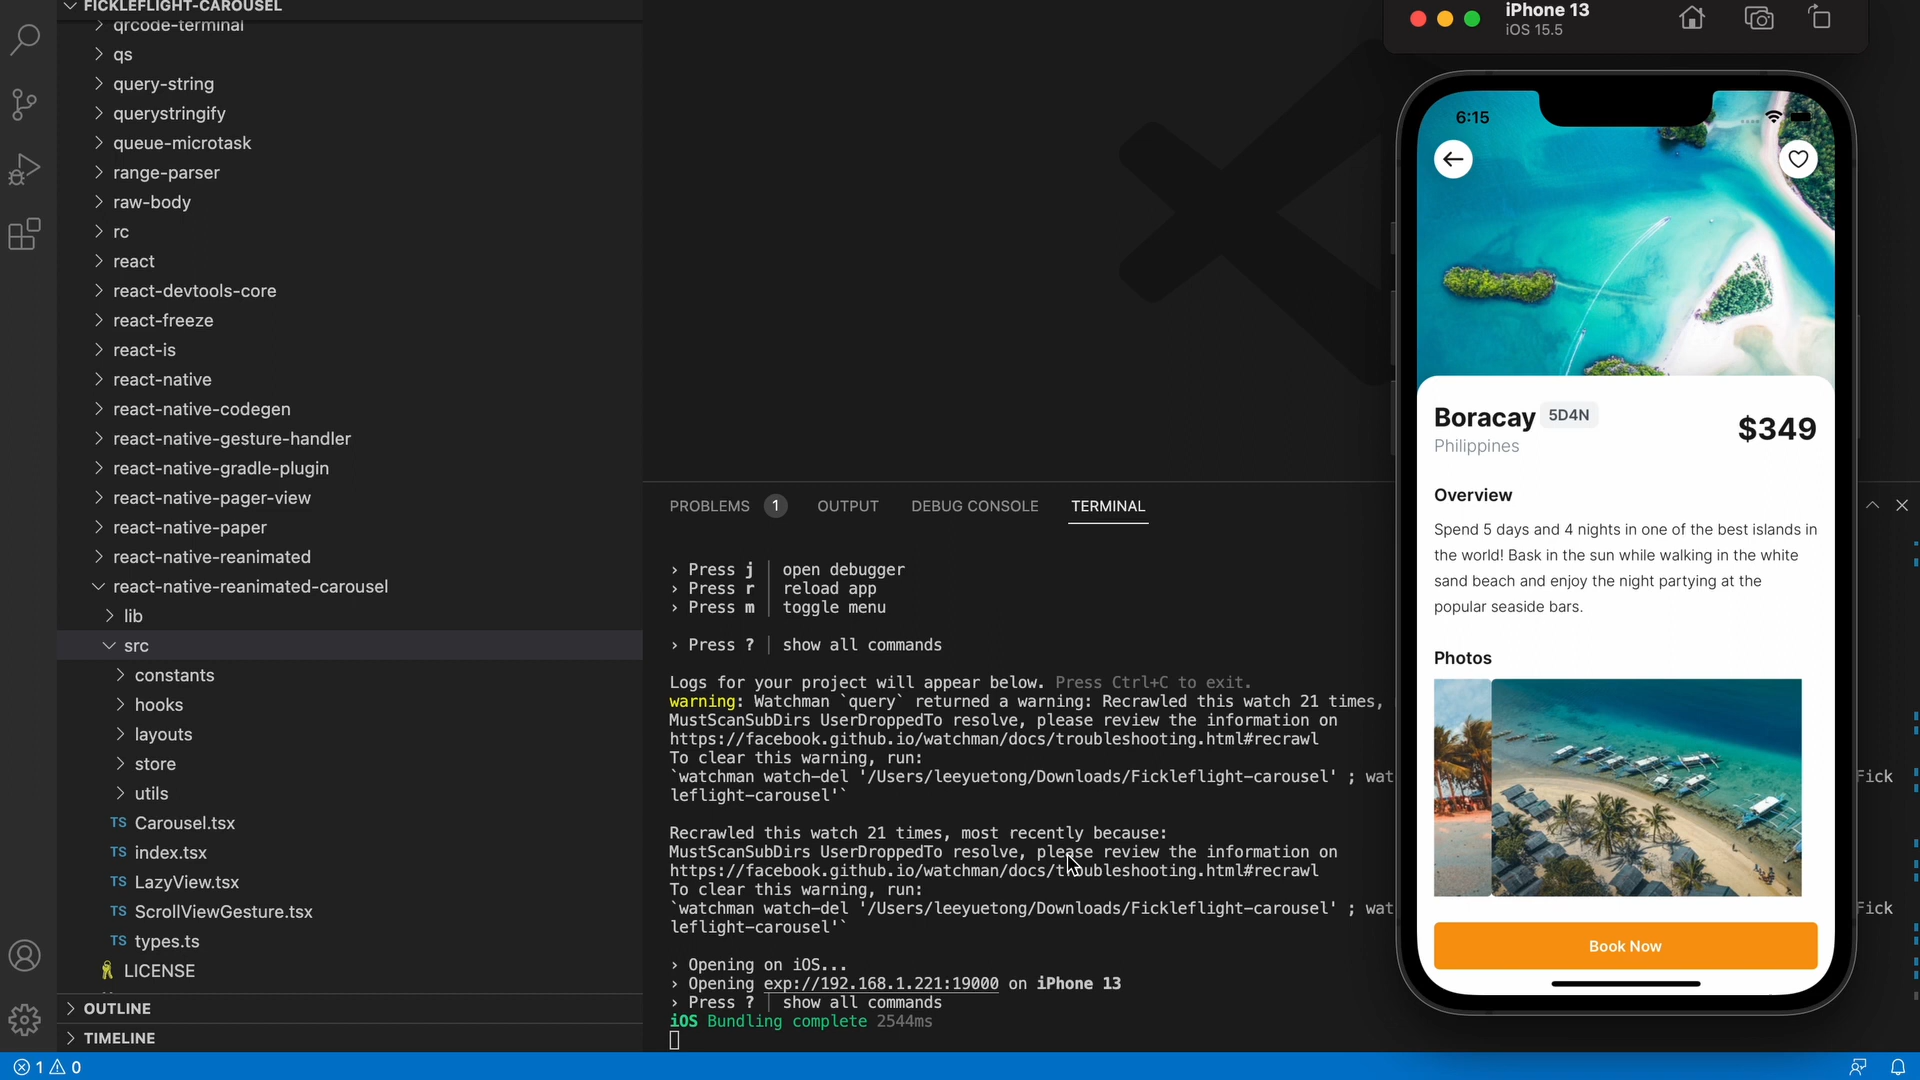 FICKLEFLIGHT-CAROUSEL
qrcode-terminal
qs
query-string
querystringify
queue-microtask
range-parser
raw-body
rc
react
react-devtools-core
react-freeze
react-is
react-native
react-native-codegen
react-native-gesture-handler
react-native-gradle-plugin
react-native-pager-view
react-native-paper
react-native-reanimated
react-native-reanimated-carousel
lib
src
constants
hooks
layouts
store
utils
TS Carousel.tsx
TS index.tsx
TS LazyView.tsx
TS ScrollViewGesture.tsx
TS types.ts
LICENSE
OUTLINE
TIMELINE
1 0
PROBLEMS 1 OUTPUT DEBUG CONSOLE TERMINAL
› Press j │ open debugger
› Press r │ reload app
› Press m │ toggle menu
› Press ? │ show all commands
Logs for your project will appear below. Press Ctrl+C to exit.
warning: Watchman `query` returned a warning: Recrawled this watch 21 times,
MustScanSubDirs UserDroppedTo resolve, please review the information on
https://facebook.github.io/watchman/docs/troubleshooting.html#recrawl
To clear this warning, run:
`watchman watch-del '/Users/leeyuetong/Downloads/Fickleflight-carousel' ; wat Fick
leflight-carousel'`
Recrawled this watch 21 times, most recently because:
MustScanSubDirs UserDroppedTo resolve, please review the information on
https://facebook.github.io/watchman/docs/troubleshooting.html#recrawl
To clear this warning, run:
`watchman watch-del '/Users/leeyuetong/Downloads/Fickleflight-carousel' ; wat Fick
leflight-carousel'`
› Opening on iOS...
› Opening exp://192.168.1.221:19000 on iPhone 13
› Press ? │ show all commands
iOS Bundling complete 2544ms
iPhone 13
iOS 15.5
6:15
Boracay 5D4N
$349
Philippines
Overview
Spend 5 days and 4 nights in one of the best islands in
the world! Bask in the sun while walking in the white
sand beach and enjoy the night partying at the
popular seaside bars.
Photos
Book Now